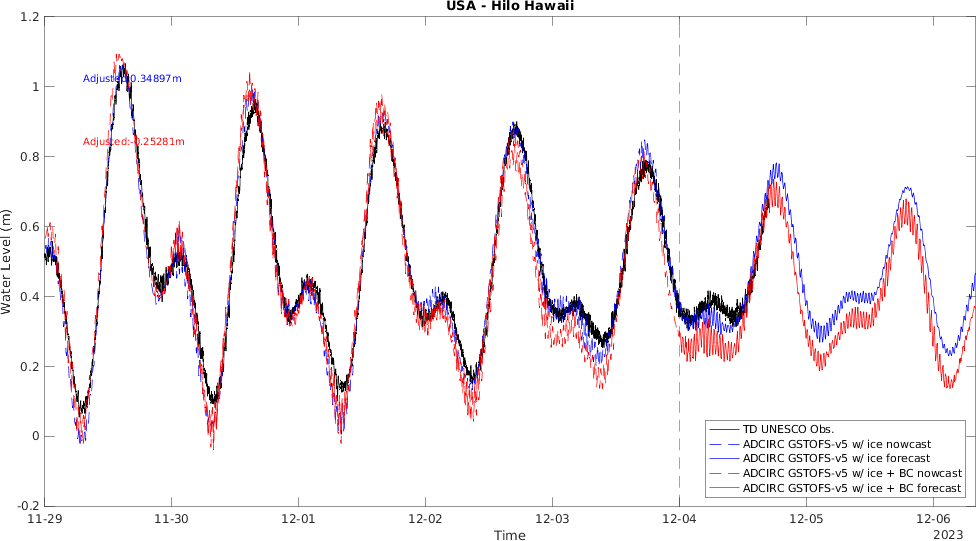 USA - Hilo Hawaii
1.2
1
0.8
0.6
0.4
0.2
0
-0.2
Water Level (m)
Adjusted:0.34897m
Adjusted:-0.25281m
TD UNESCO Obs.
ADCIRC GSTOFS-v5 w/ ice nowcast
ADCIRC GSTOFS-v5 w/ ice forecast
ADCIRC GSTOFS-v5 w/ ice + BC nowcast
ADCIRC GSTOFS-v5 w/ ice + BC forecast
11-29 11-30 12-01 12-02 12-03 12-04 12-05 12-06
Time
2023